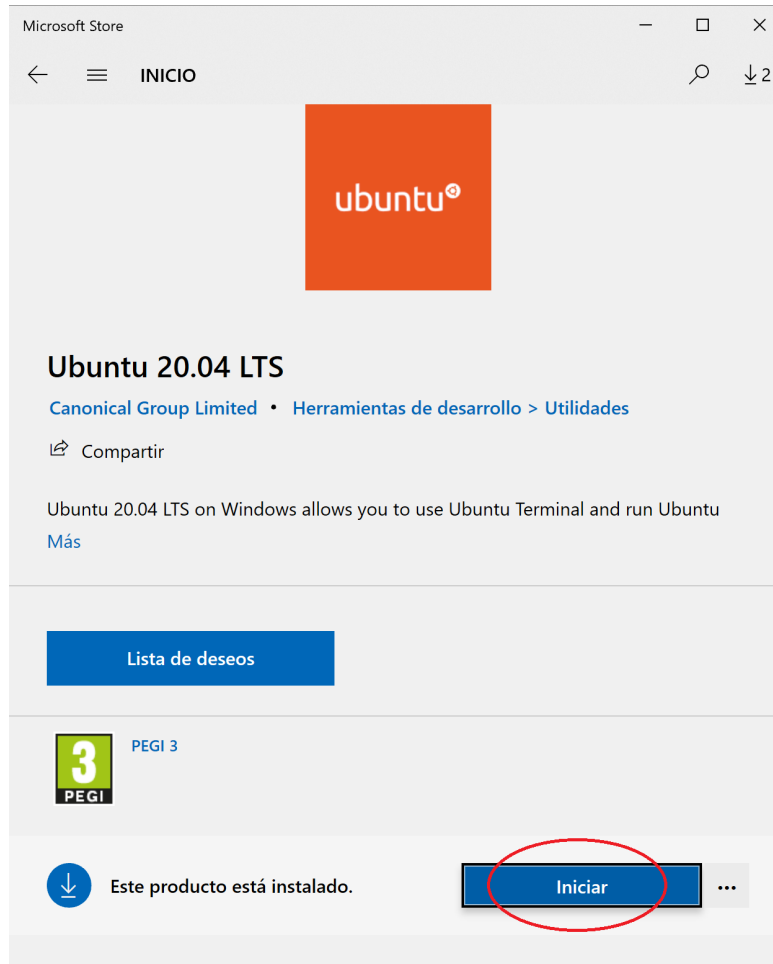 Microsoft Store
INICIO
2
ubuntu
Ubuntu 20.04 LTS
Canonical Group Limited • Herramientas de desarrollo > Utilidades
Compartir
Ubuntu 20.04 LTS on Windows allows you to use Ubuntu Terminal and run Ubuntu
Más
Lista de deseos
3 PEGI 3
PEGI
Este producto está instalado. Iniciar ...